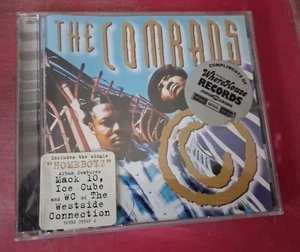 THE COMRADS
COMPLIMENTS OF
WhereHouse
RECORDS
Includes the single
"HOMEBOYZ"
Album features
Mack 10,
Ice Cube
and WC of The
Westside
Connection